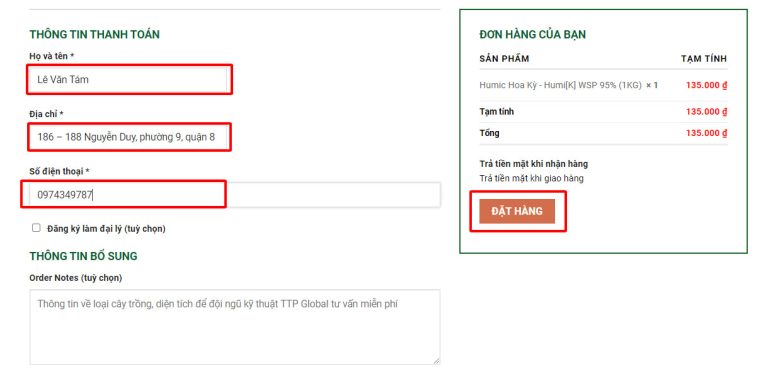 THÔNG TIN THANH TOÁN
Họ và tên *
Lê Văn Tám
Địa chỉ *
186 – 188 Nguyễn Duy, phường 9, quận 8
Số điện thoại *
0974349787
Đăng ký làm đại lý (tuỳ chọn)
THÔNG TIN BỔ SUNG
Order Notes (tuỳ chọn)
Thông tin về loại cây trồng, diện tích để đội ngũ kỹ thuật TTP Global tư vấn miễn phí
ĐƠN HÀNG CỦA BẠN
SẢN PHẨM TẠM TÍNH
Humic Hoa Kỳ - Humi[K] WSP 95% (1KG) × 1 135.000 ₫
Tạm tính 135.000 ₫
Tổng 135.000 ₫
Trả tiền mặt khi nhận hàng
Trả tiền mặt khi giao hàng
ĐẶT HÀNG